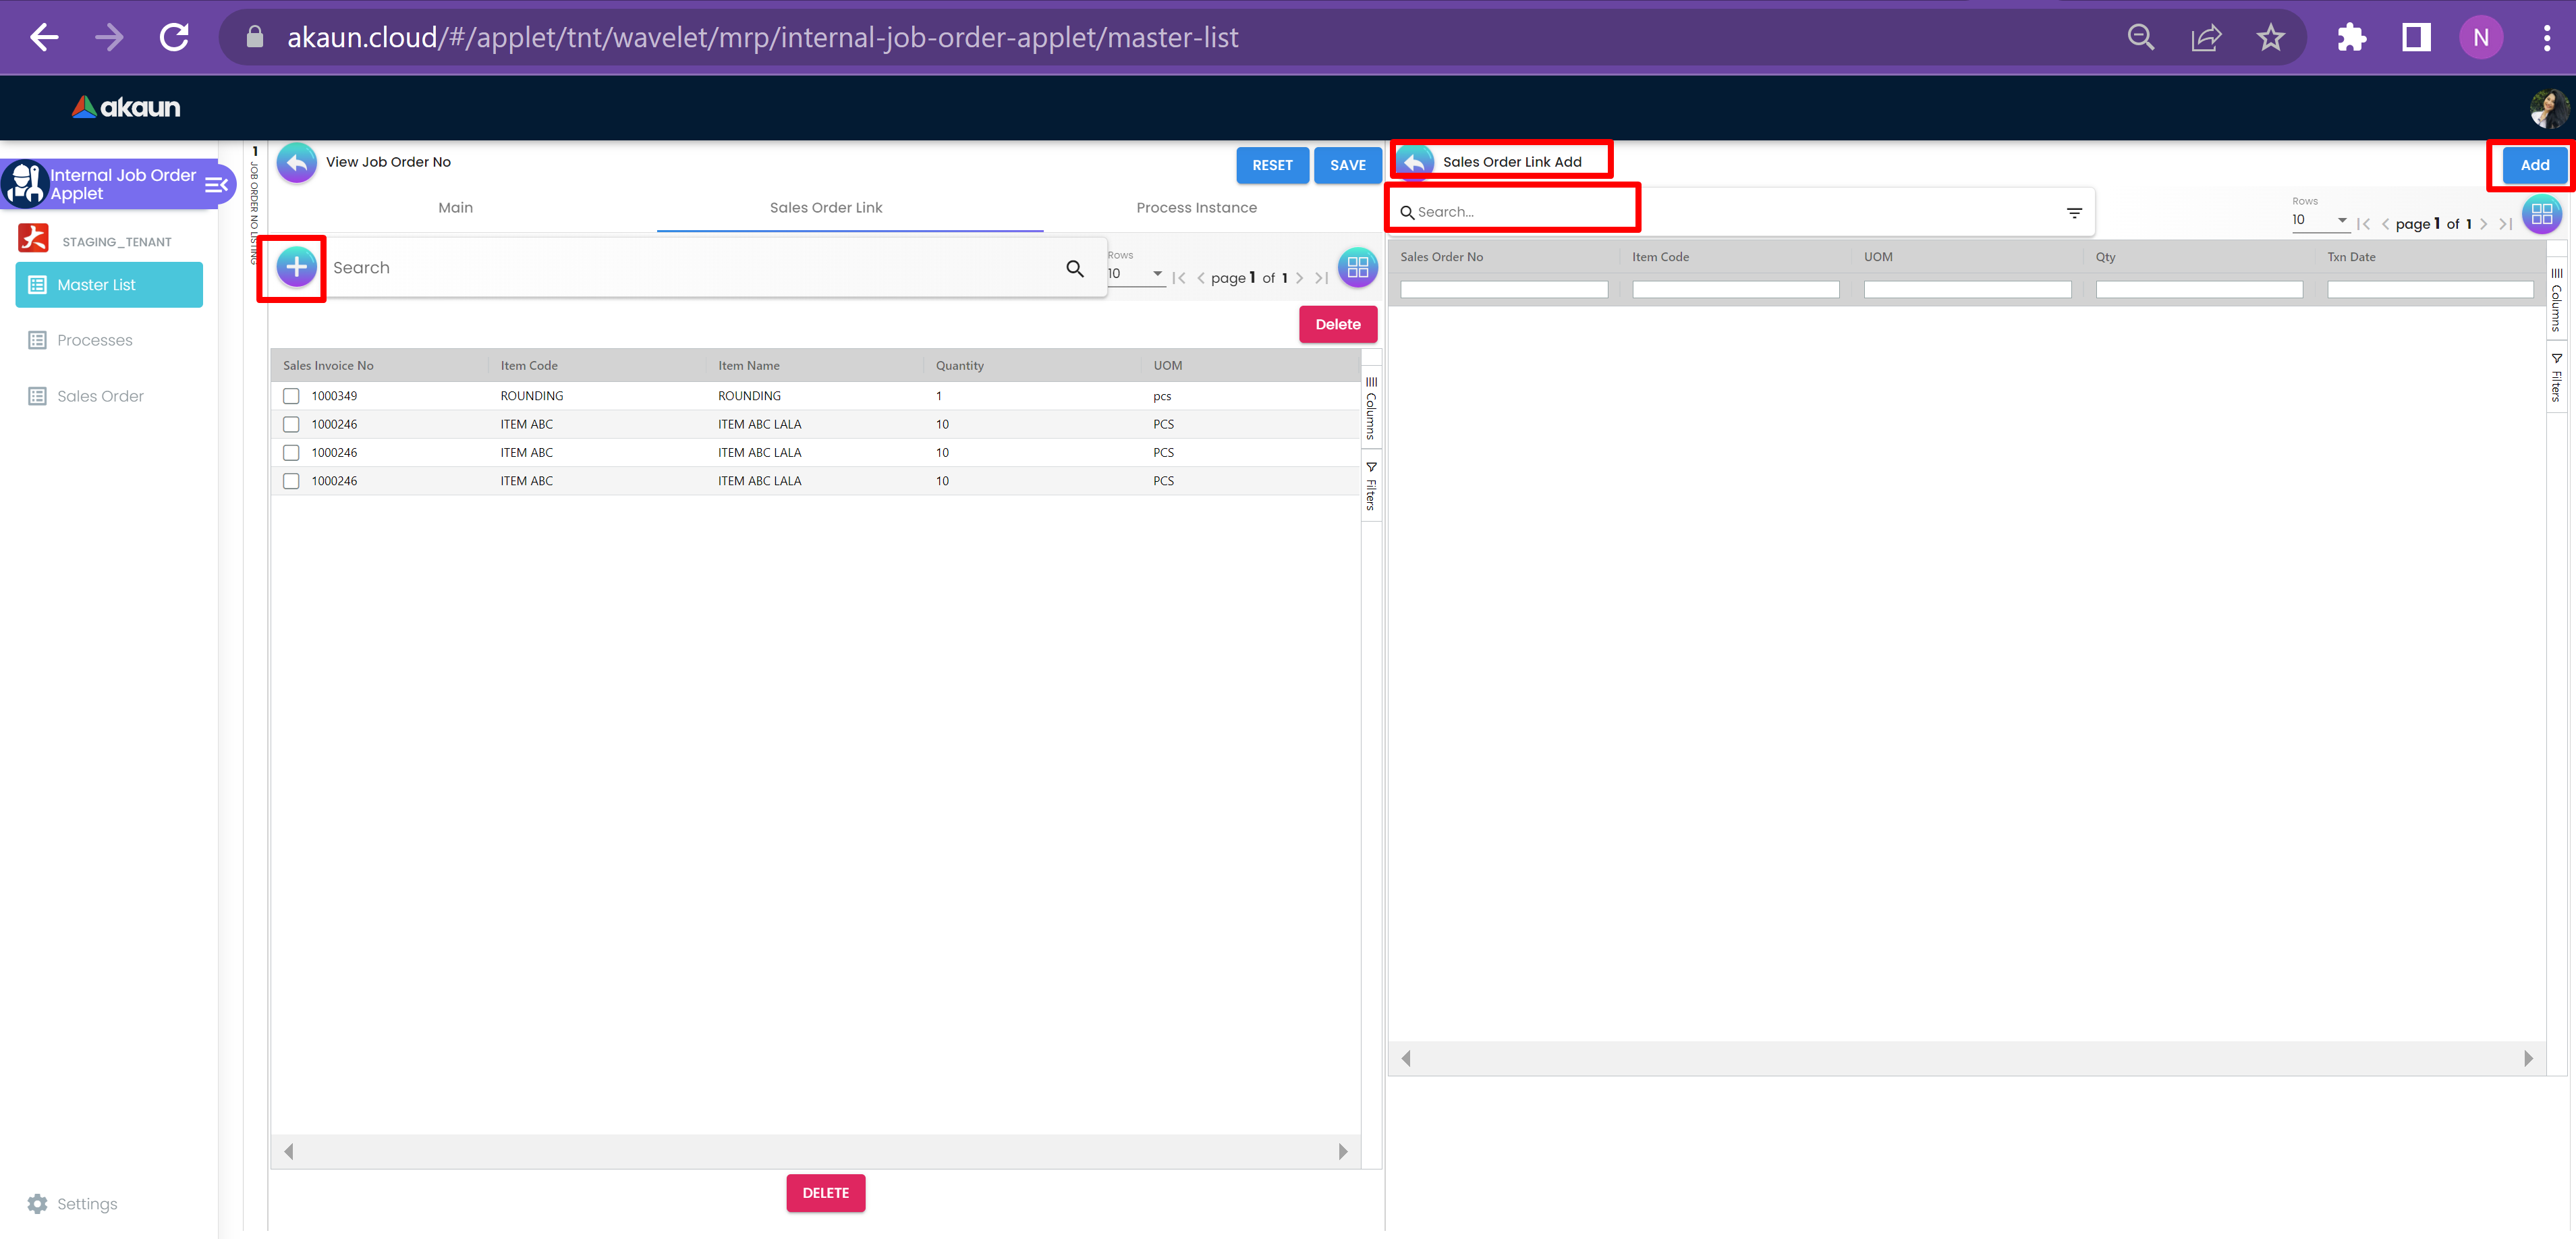 akaun.cloud/#/applet/tnt/wavelet/mrp/internal-job-order-applet/master-list
N
akaun
Internal Job Order
Applet
STAGING_TENANT
Master List
Processes
Sales Order
Settings
1
JOB ORDER NO LISTING
View Job Order No
RESET
SAVE
Main
Sales Order Link
Process Instance
Search
Rows
10
page 1 of 1
Delete
Sales Invoice No
Item Code
Item Name
Quantity
UOM
1000349
ROUNDING
ROUNDING
1
pcs
1000246
ITEM ABC
ITEM ABC LALA
10
PCS
1000246
ITEM ABC
ITEM ABC LALA
10
PCS
1000246
ITEM ABC
ITEM ABC LALA
10
PCS
Columns
Filters
DELETE
Sales Order Link Add
Add
Search...
Rows
10
page 1 of 1
Sales Order No
Item Code
UOM
Qty
Txn Date
Columns
Filters